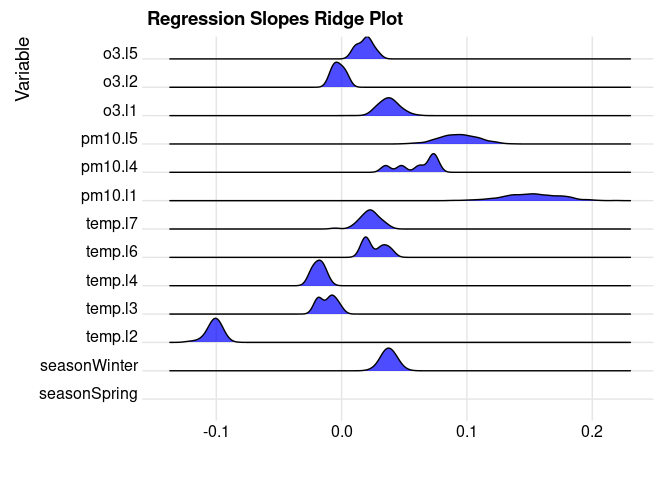 Regression Slopes Ridge Plot
Variable
o3.l5
o3.l2
o3.l1
pm10.l5
pm10.l4
pm10.l1
temp.l7
temp.l6
temp.l4
temp.l3
temp.l2
seasonWinter
seasonSpring
-0.1 0.0 0.1 0.2